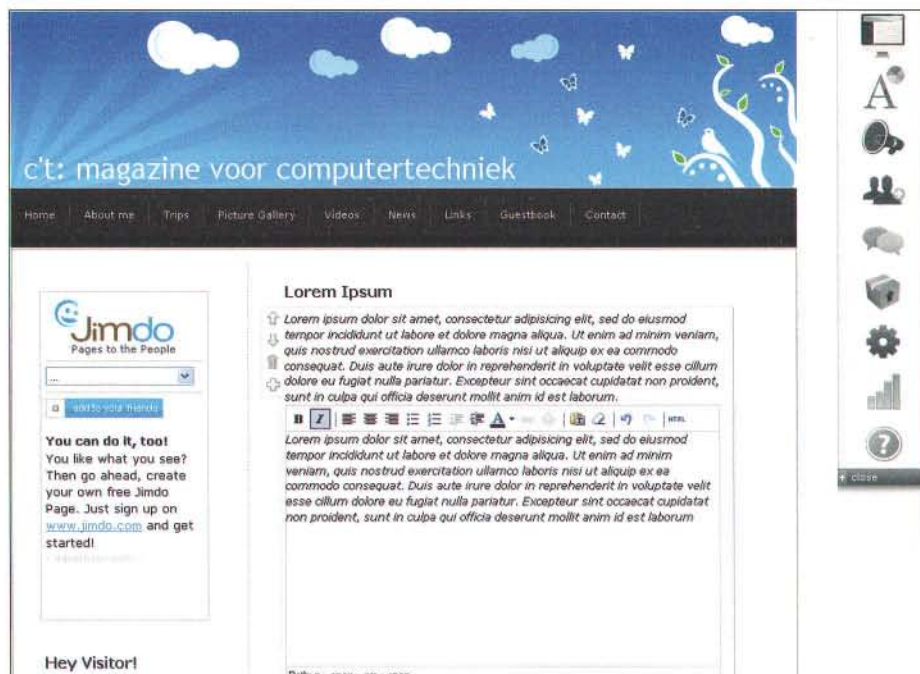 c't: magazine voor computertechniek
Home About me Trips Picture Gallery Videos News Links Guestbook Contact
Jimdo
Pages to the People
...
add to your friends
You can do it, too!
You like what you see?
Then go ahead, create
your own free Jimdo
Page. Just sign up on
www.jimdo.com and get
started!
Hey Visitor!
Lorem Ipsum
Lorem ipsum dolor sit amet, consectetur adipisicing elit, sed do eiusmod
tempor incididunt ut labore et dolore magna aliqua. Ut enim ad minim veniam,
quis nostrud exercitation ullamco laboris nisi ut aliquip ex ea commodo
consequat. Duis aute irure dolor in reprehenderit in voluptate velit esse cillum
dolore eu fugiat nulla pariatur. Excepteur sint occaecat cupidatat non proident,
sunt in culpa qui officia deserunt mollit anim id est laborum.
B I A HTML
Lorem ipsum dolor sit amet, consectetur adipisicing elit, sed do eiusmod
tempor incididunt ut labore et dolore magna aliqua. Ut enim ad minim
veniam, quis nostrud exercitation ullamco laboris nisi ut aliquip ex ea
commodo consequat. Duis aute irure dolor in reprehenderit in voluptate velit
esse cillum dolore eu fugiat nulla pariatur. Excepteur sint occaecat cupidatat
non proident, sunt in culpa qui officia deserunt mollit anim id est laborum
A
?
close